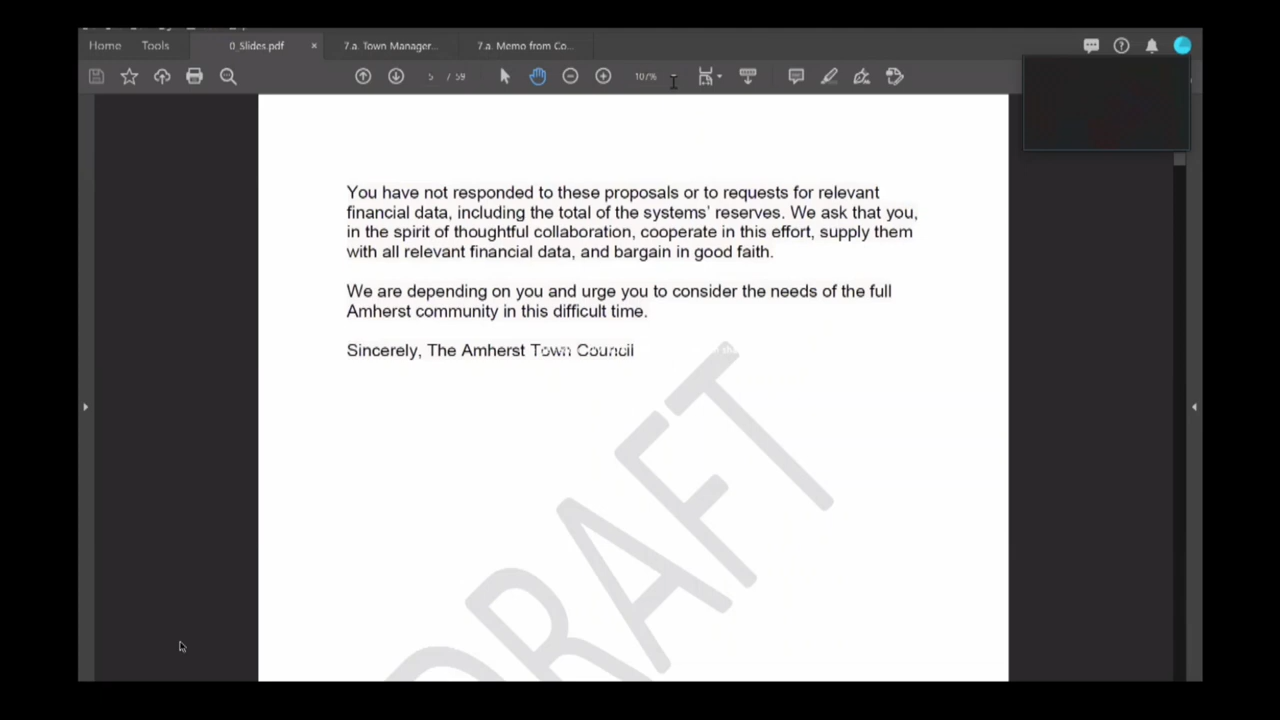 Home Tools 0_Slides.pdf × 7.a. Town Manager... 7.a. Memo from Co...
5 / 59 107%
You have not responded to these proposals or to requests for relevant
financial data, including the total of the systems' reserves. We ask that you,
in the spirit of thoughtful collaboration, cooperate in this effort, supply them
with all relevant financial data, and bargain in good faith.
We are depending on you and urge you to consider the needs of the full
Amherst community in this difficult time.
Sincerely, The Amherst Town Council
DRAFT